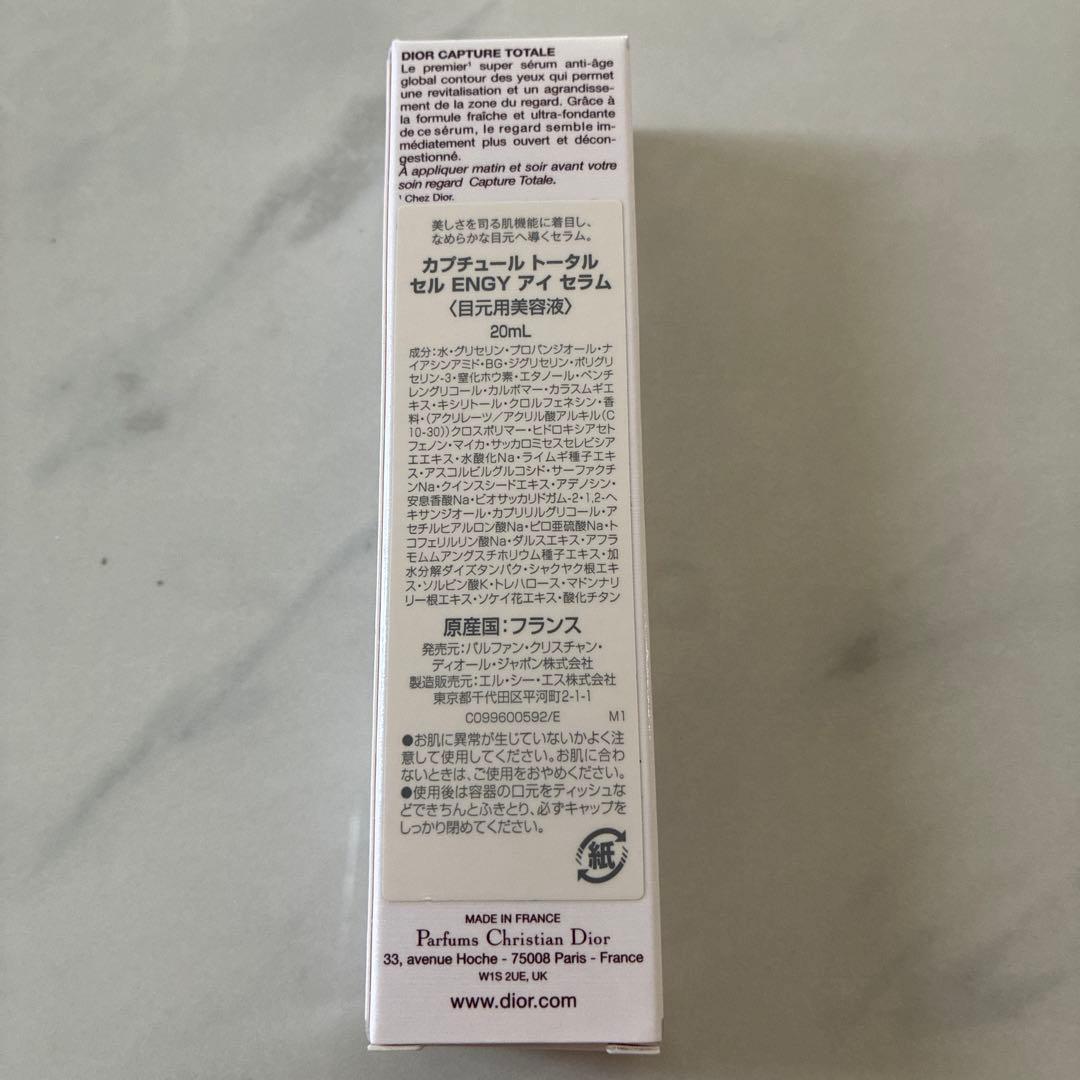 DIOR CAPTURE TOTALE
Le premier¹ super sérum anti-âge
global contour des yeux qui permet
une revitalisation et un agrandisse-
ment de la zone du regard. Grâce à
la formule fraîche et ultra-fondante
de ce sérum, le regard semble im-
médiatement plus ouvert et décon-
gestionné.
À appliquer matin et soir avant votre
soin regard Capture Totale.
¹ Chez Dior.
美しさを司る肌機能に着目し、
なめらかな目元へ導くセラム。
カプチュール トータル
セル ENGY アイ セラム
〈目元用美容液〉
20mL
成分：水・グリセリン・プロパンジオール・ナ
イアシンアミド・BG・ジグリセリン・ポリグリ
セリン-3・窒化ホウ素・エタノール・ペンチ
レングリコール・カルボマー・カラスムギエ
キス・キシリトール・クロルフェネシン・香
料・（アクリレーツ／アクリル酸アルキル（C
10-30））クロスポリマー・ヒドロキシアセト
フェノン・マイカ・サッカロミセスセレビシア
エエキス・水酸化Na・ライムギ種子エキ
ス・アスコルビルグルコシド・サーファクチ
ンNa・クインスシードエキス・アデノシン・
安息香酸Na・ビオサッカリドガム-2・1,2-ヘ
キサンジオール・カプリリルグリコール・ア
セチルヒアルロン酸Na・ピロ亜硫酸Na・ト
コフェリルリン酸Na・ダルスエキス・アフラ
モムムアングスチホリウム種子エキス・加
水分解ダイズタンパク・シャクヤク根エキ
ス・ソルビン酸K・トレハロース・マドンナリ
リー根エキス・ソケイ花エキス・酸化チタン
原産国：フランス
発売元：パルファン・クリスチャン・
ディオール・ジャポン株式会社
製造販売元：エル・シー・エス株式会社
東京都千代田区平河町2-1-1
C099600592/E M1
●お肌に異常が生じていないかよく注
意して使用してください。お肌に合わ
ないときは、ご使用をおやめください。
●使用後は容器の口元をティッシュな
どできちんとふきとり、必ずキャップを
しっかり閉めてください。
紙
MADE IN FRANCE
Parfums Christian Dior
33, avenue Hoche - 75008 Paris - France
W1S 2UE, UK
www.dior.com